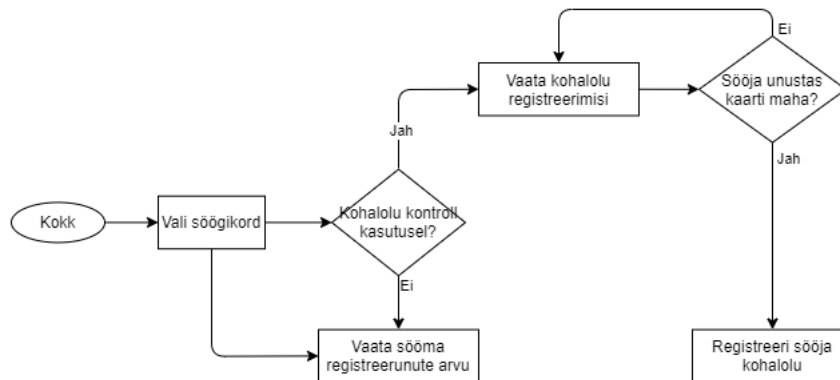 Ei
Vaata kohalolu
registreerimisi
Sööja unustas
kaarti maha?
Jah
Jah
Kokk
Vali söögikord
Kohalolu kontroll
kasutusel?
Ei
Vaata sööma
registreerunute arvu
Registreeri sööja
kohalolu